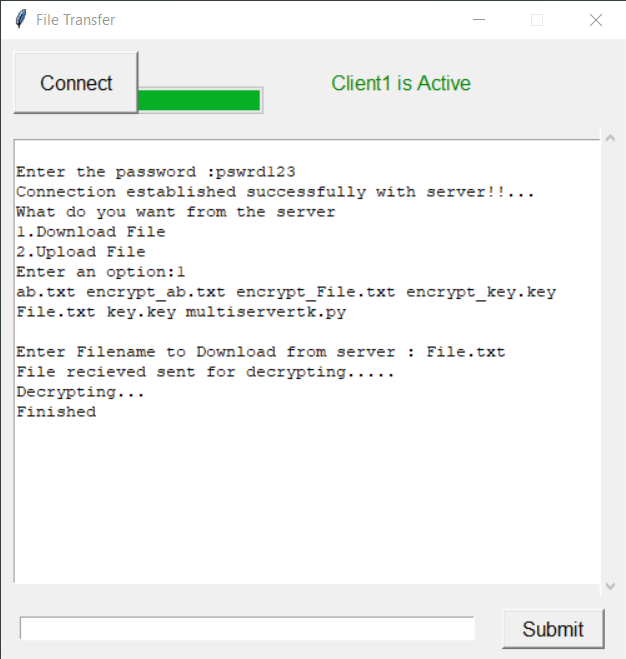 File Transfer
Connect
Client1 is Active
Enter the password :pswrd123
Connection established successfully with server!!...
What do you want from the server
1.Download File
2.Upload File
Enter an option:1
ab.txt encrypt_ab.txt encrypt_File.txt encrypt_key.key
File.txt key.key multiservertk.py
Enter Filename to Download from server : File.txt
File recieved sent for decrypting.....
Decrypting...
Finished
Submit